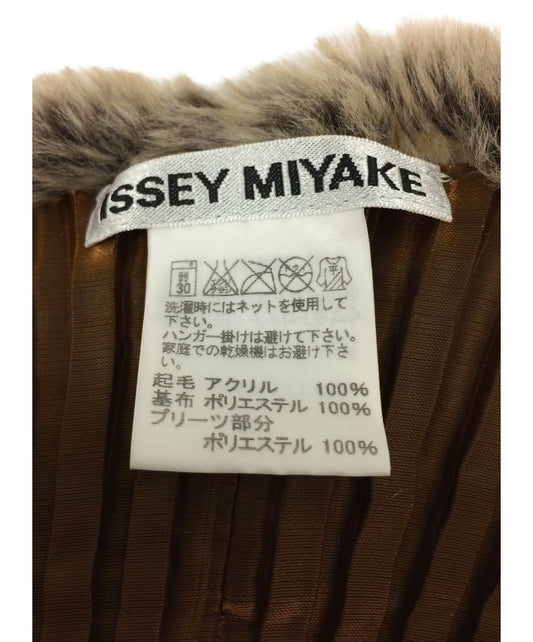 ISSEY MIYAKE
弱
30
平
洗濯時にはネットを使用して
下さい。
ハンガー掛けは避けて下さい。
家庭での乾燥機はお避け下さ
い。
起毛 アクリル 100%
基布 ポリエステル 100%
プリーツ部分
ポリエステル 100%